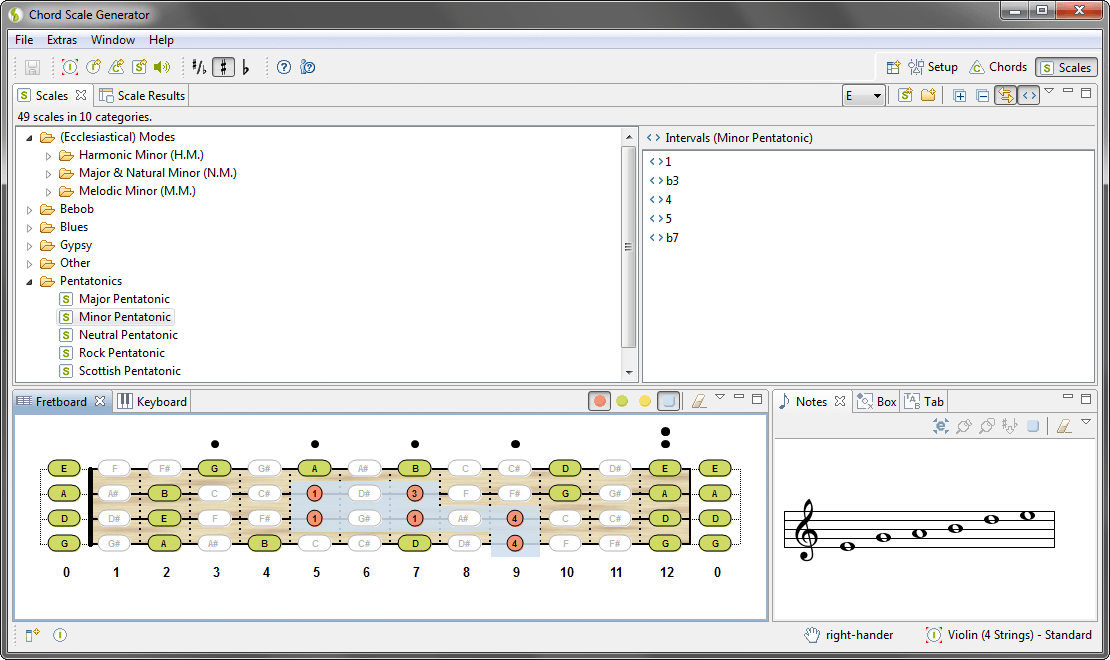 Chord Scale Generator
File Extras Window Help
Setup Chords S Scales
S Scales Scale Results E
49 scales in 10 categories.
(Ecclesiastical) Modes
Harmonic Minor (H.M.)
Major & Natural Minor (N.M.)
Melodic Minor (M.M.)
Bebob
Blues
Gypsy
Other
Pentatonics
S Major Pentatonic
S Minor Pentatonic
S Neutral Pentatonic
S Rock Pentatonic
S Scottish Pentatonic
<> Intervals (Minor Pentatonic)
<> 1
<> b3
<> 4
<> 5
<> b7
Fretboard Keyboard
E F F# G G# A A# B C C# D D# E E
A A# B C C# 1 D# 3 F F# G G# A A
D D# E F F# 1 G# 1 A# 4 C C# D D
G G# A A# B C C# D D# 4 F F# G G
0 1 2 3 4 5 6 7 8 9 10 11 12 0
Notes Box Tab
right-hander Violin (4 Strings) - Standard